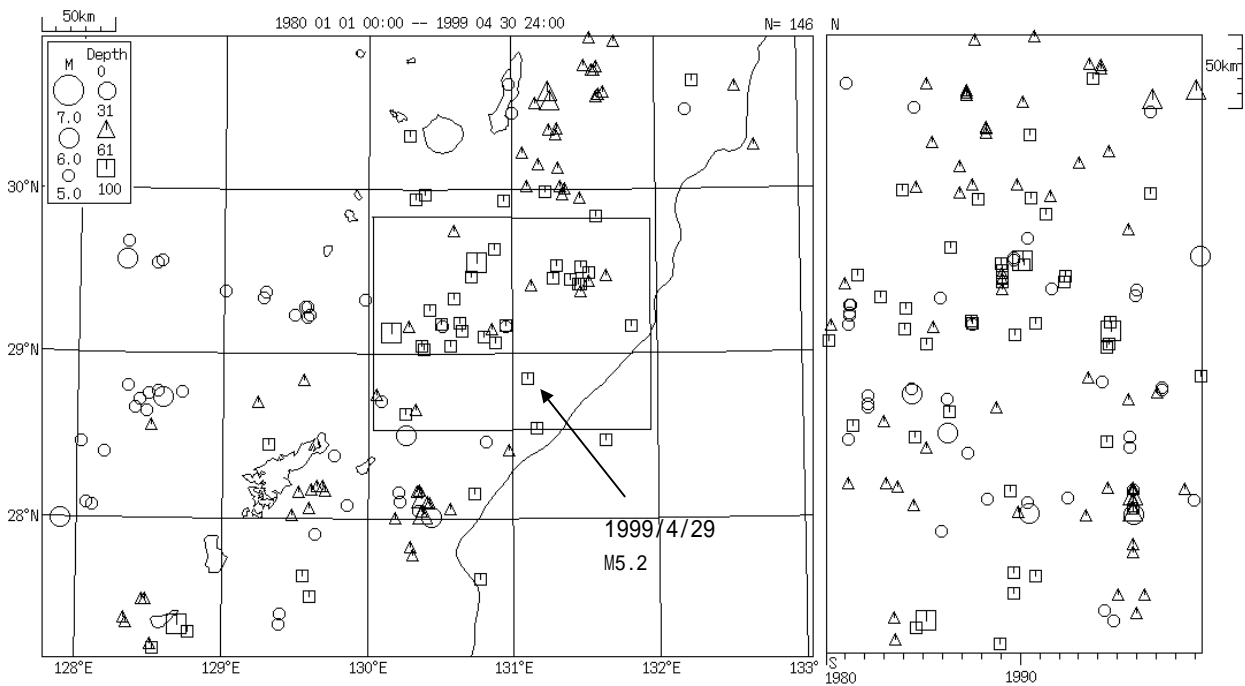 50km
1980 01 01 00:00 -- 1999 04 30 24:00
N= 146
N
50km
M
Depth
0
31
7.0
61
6.0
100
5.0
30°N
29°N
28°N
1999/4/29
M5.2
128°E
129°E
130°E
131°E
132°E
133°
S
1980
1990